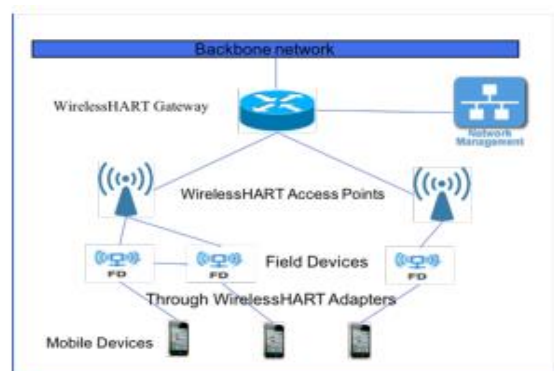 Backbone network
WirelessHART Gateway
Network
Management
WirelessHART Access Points
Field Devices
FD
FD
FD
Through WirelessHART Adapters
Mobile Devices